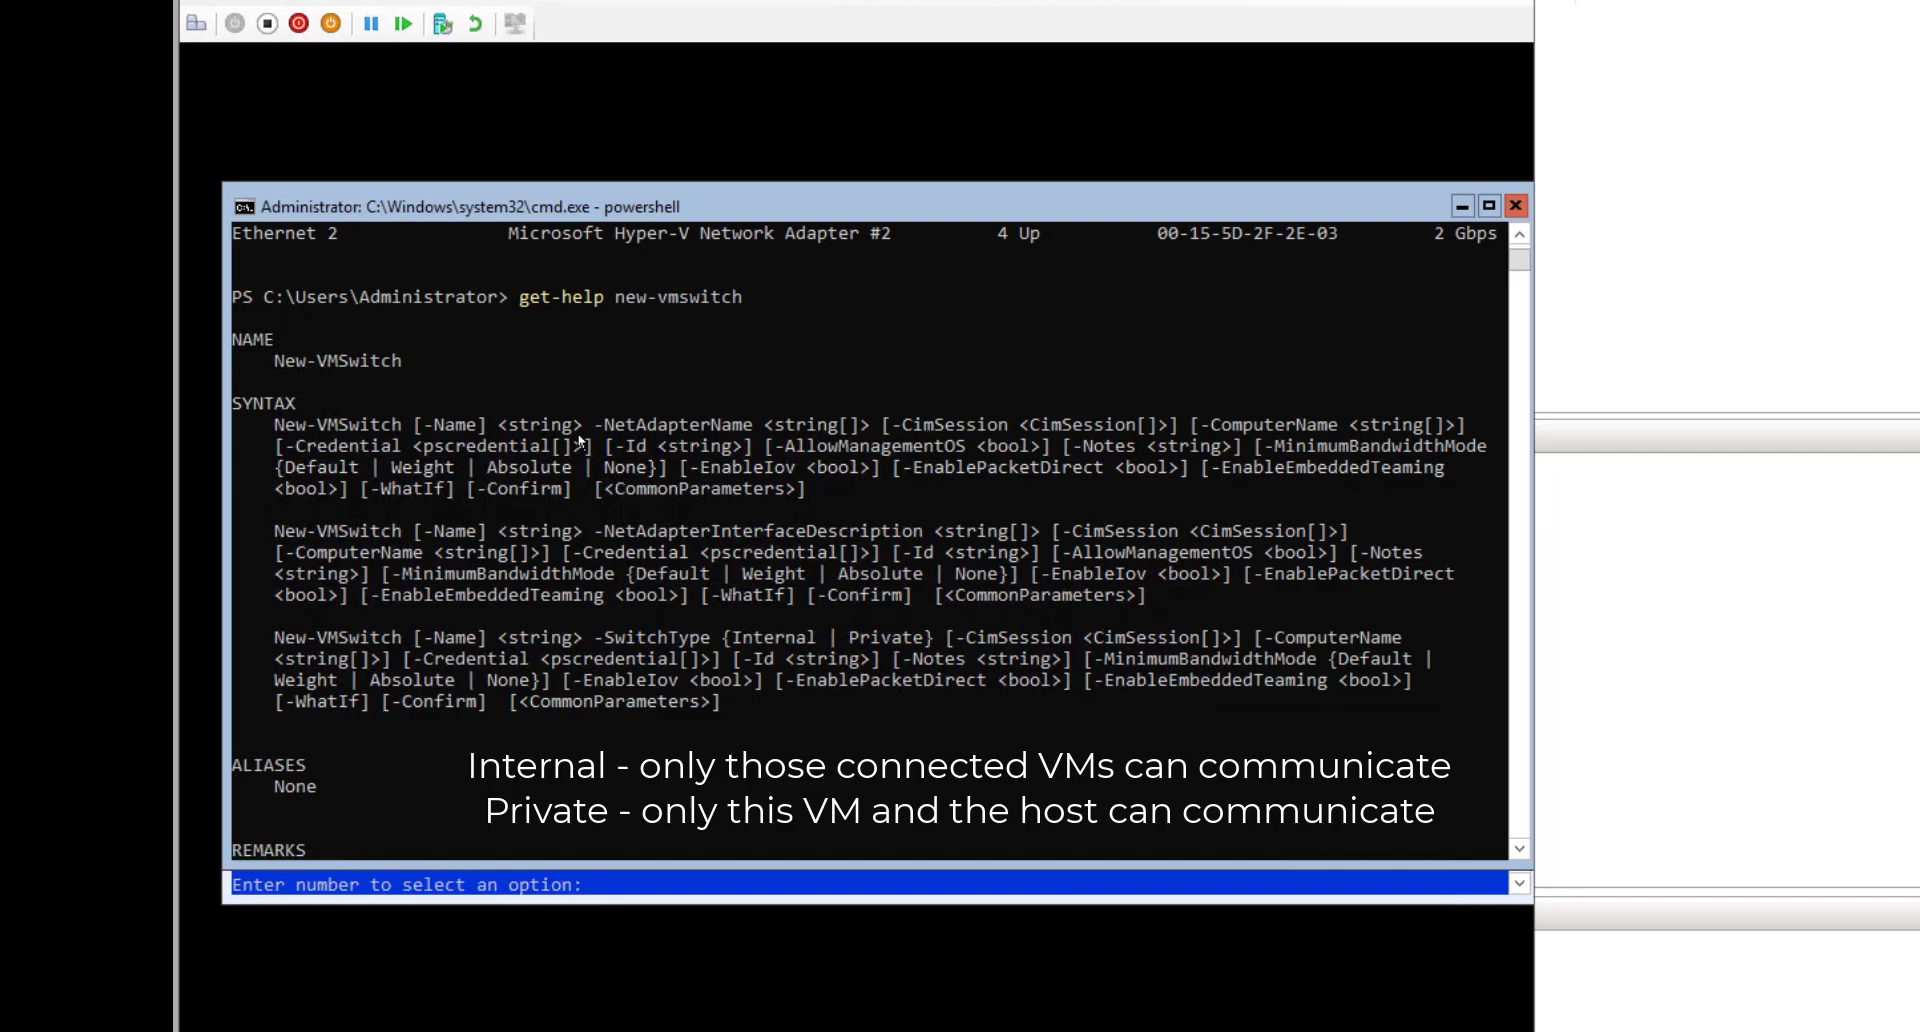 Administrator: C:\Windows\system32\cmd.exe - powershell
Ethernet 2 Microsoft Hyper-V Network Adapter #2 4 Up 00-15-5D-2F-2E-03 2 Gbps
PS C:\Users\Administrator> get-help new-vmswitch
NAME
New-VMSwitch
SYNTAX
New-VMSwitch [-Name] <string> -NetAdapterName <string[]> [-CimSession <CimSession[]>] [-ComputerName <string[]>]
[-Credential <pscredential[]>] [-Id <string>] [-AllowManagementOS <bool>] [-Notes <string>] [-MinimumBandwidthMode
{Default | Weight | Absolute | None}] [-EnableIov <bool>] [-EnablePacketDirect <bool>] [-EnableEmbeddedTeaming
<bool>] [-WhatIf] [-Confirm] [<CommonParameters>]
New-VMSwitch [-Name] <string> -NetAdapterInterfaceDescription <string[]> [-CimSession <CimSession[]>]
[-ComputerName <string[]>] [-Credential <pscredential[]>] [-Id <string>] [-AllowManagementOS <bool>] [-Notes
<string>] [-MinimumBandwidthMode {Default | Weight | Absolute | None}] [-EnableIov <bool>] [-EnablePacketDirect
<bool>] [-EnableEmbeddedTeaming <bool>] [-WhatIf] [-Confirm] [<CommonParameters>]
New-VMSwitch [-Name] <string> -SwitchType {Internal | Private} [-CimSession <CimSession[]>] [-ComputerName
<string[]>] [-Credential <pscredential[]>] [-Id <string>] [-Notes <string>] [-MinimumBandwidthMode {Default |
Weight | Absolute | None}] [-EnableIov <bool>] [-EnablePacketDirect <bool>] [-EnableEmbeddedTeaming <bool>]
[-WhatIf] [-Confirm] [<CommonParameters>]
ALIASES
None
Internal - only those connected VMs can communicate
Private - only this VM and the host can communicate
REMARKS
Enter number to select an option: